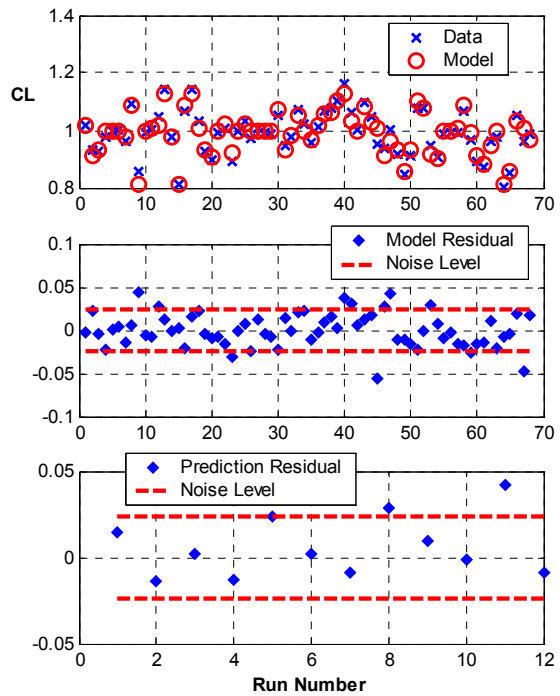 1.4
1.2
1
0.8
CL
Data
Model
0 10 20 30 40 50 60 70
0.1
0.05
0
-0.05
-0.1
Model Residual
Noise Level
0 10 20 30 40 50 60 70
0.05
0
-0.05
Prediction Residual
Noise Level
0 2 4 6 8 10 12
Run Number